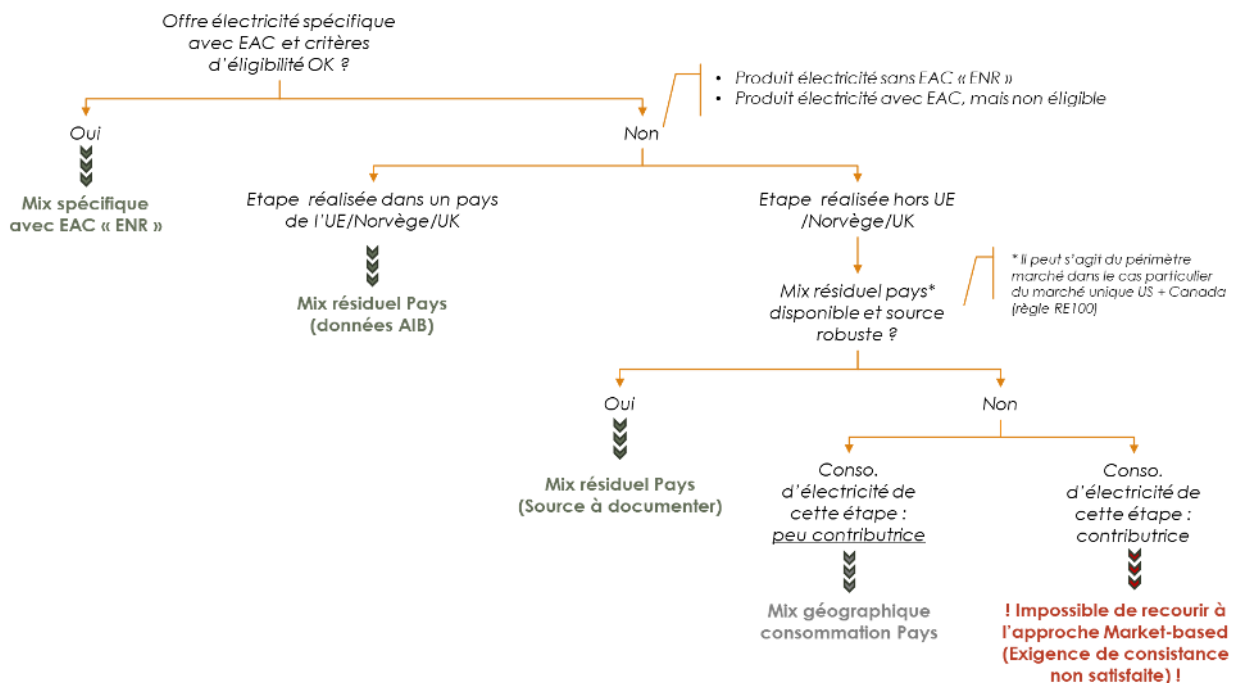 Offre électricité spécifique
avec EAC et critères
d'éligibilité OK ?
• Produit électricité sans EAC « ENR »
• Produit électricité avec EAC, mais non éligible
Oui
Non
Mix spécifique
avec EAC « ENR »
Etape réalisée dans un pays
de l'UE/Norvège/UK
Etape réalisée hors UE
/Norvège/UK
Mix résiduel Pays
(données AIB)
Mix résiduel pays*
disponible et source
robuste ?
* Il peut s'agit du périmètre
marché dans le cas particulier
du marché unique US + Canada
(règle RE100)
Oui
Non
Mix résiduel Pays
(Source à documenter)
Conso.
d'électricité de
cette étape :
peu contributrice
Conso.
d'électricité de
cette étape :
contributrice
Mix géographique
consommation Pays
! Impossible de recourir à
l'approche Market-based
(Exigence de consistance
non satisfaite) !